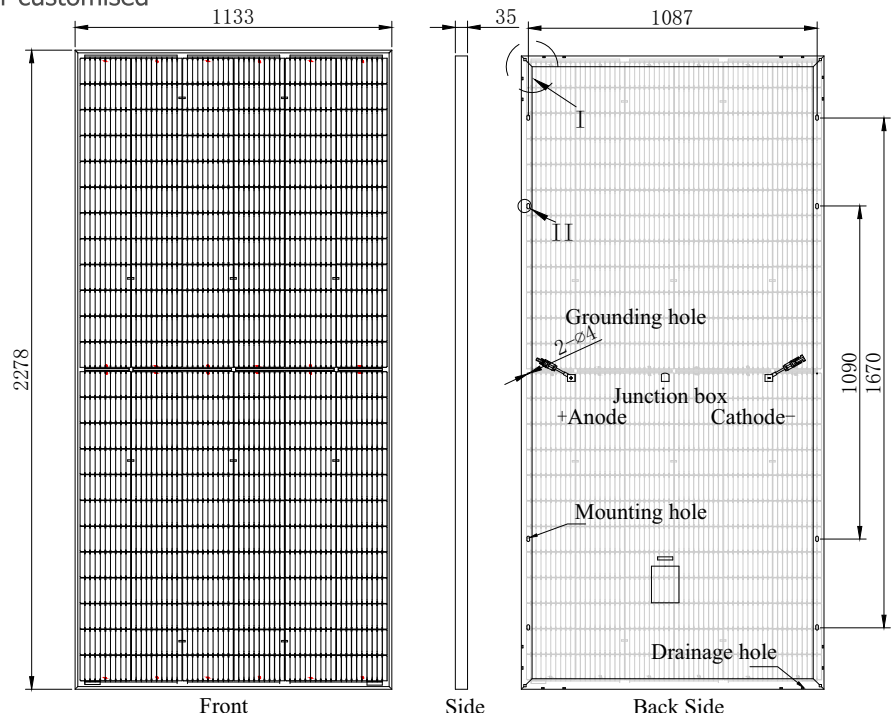 customised
1133
35
1087
I
II
Grounding hole
2-⌀4
2278
1090
1670
Junction box
+Anode
Cathode-
Mounting hole
Drainage hole
Front
Side
Back Side